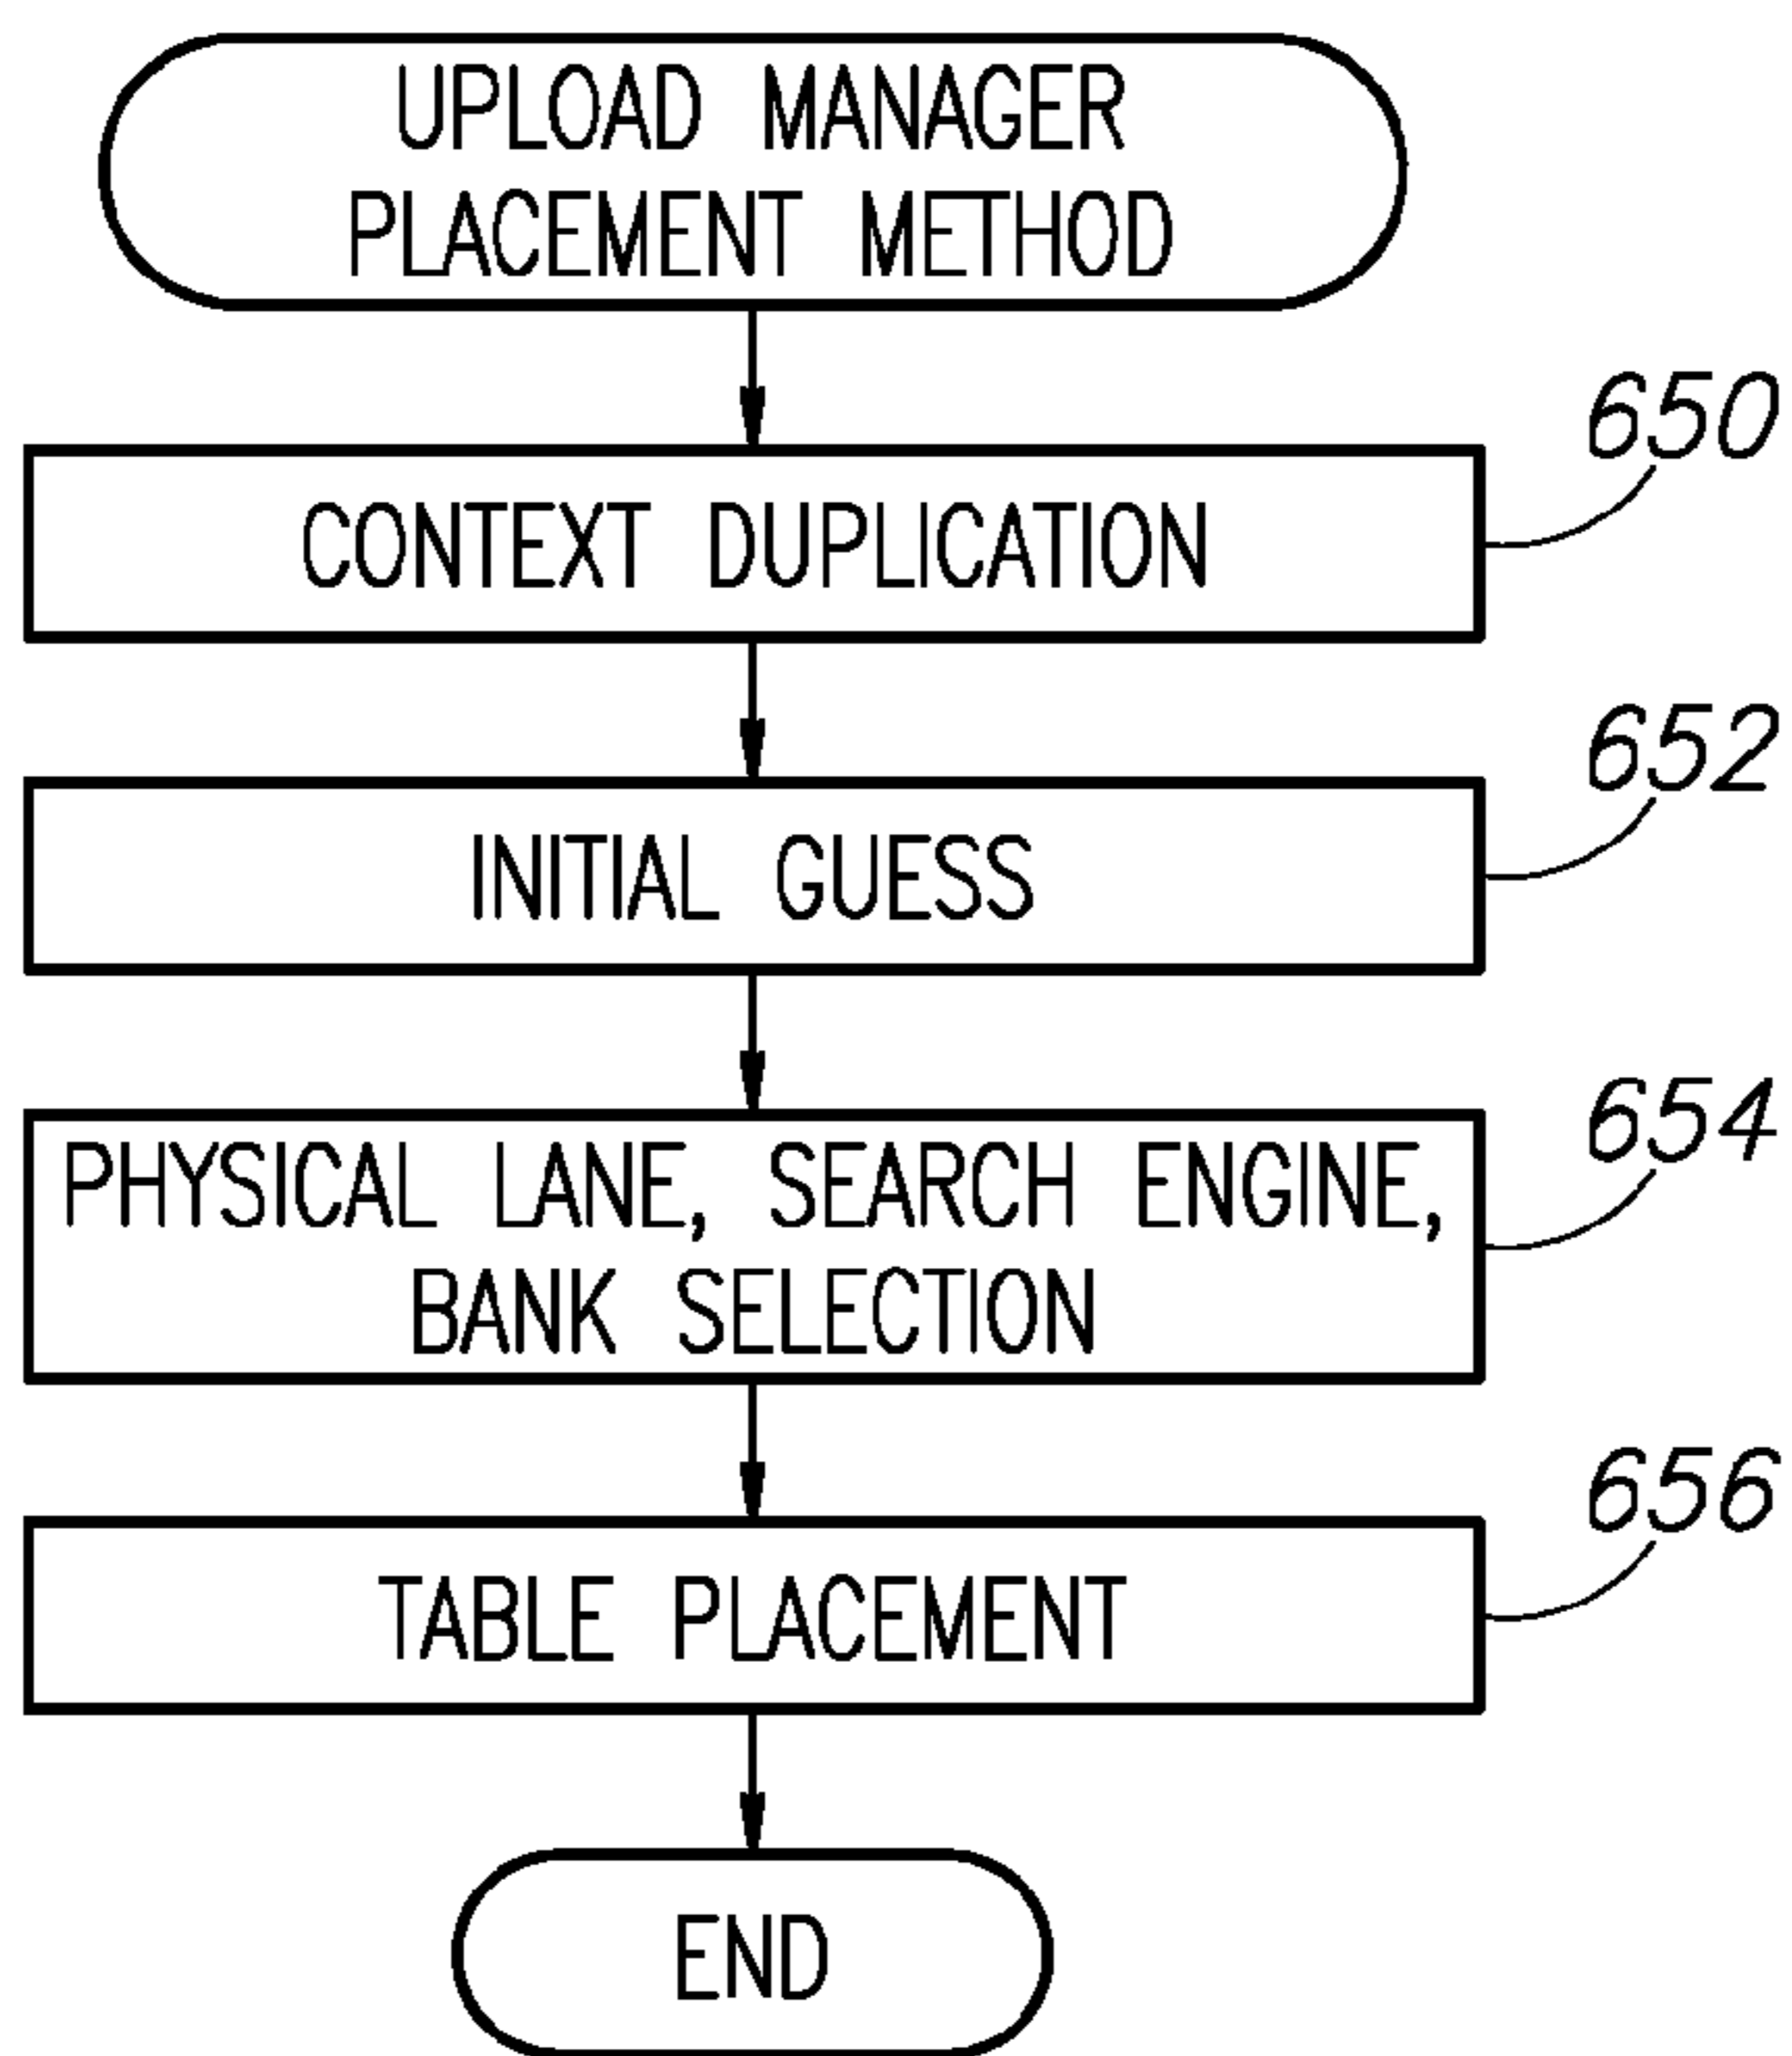 UPLOAD MANAGER
PLACEMENT METHOD
650
CONTEXT DUPLICATION
652
INITIAL GUESS
654
PHYSICAL LANE, SEARCH ENGINE,
BANK SELECTION
656
TABLE PLACEMENT
END